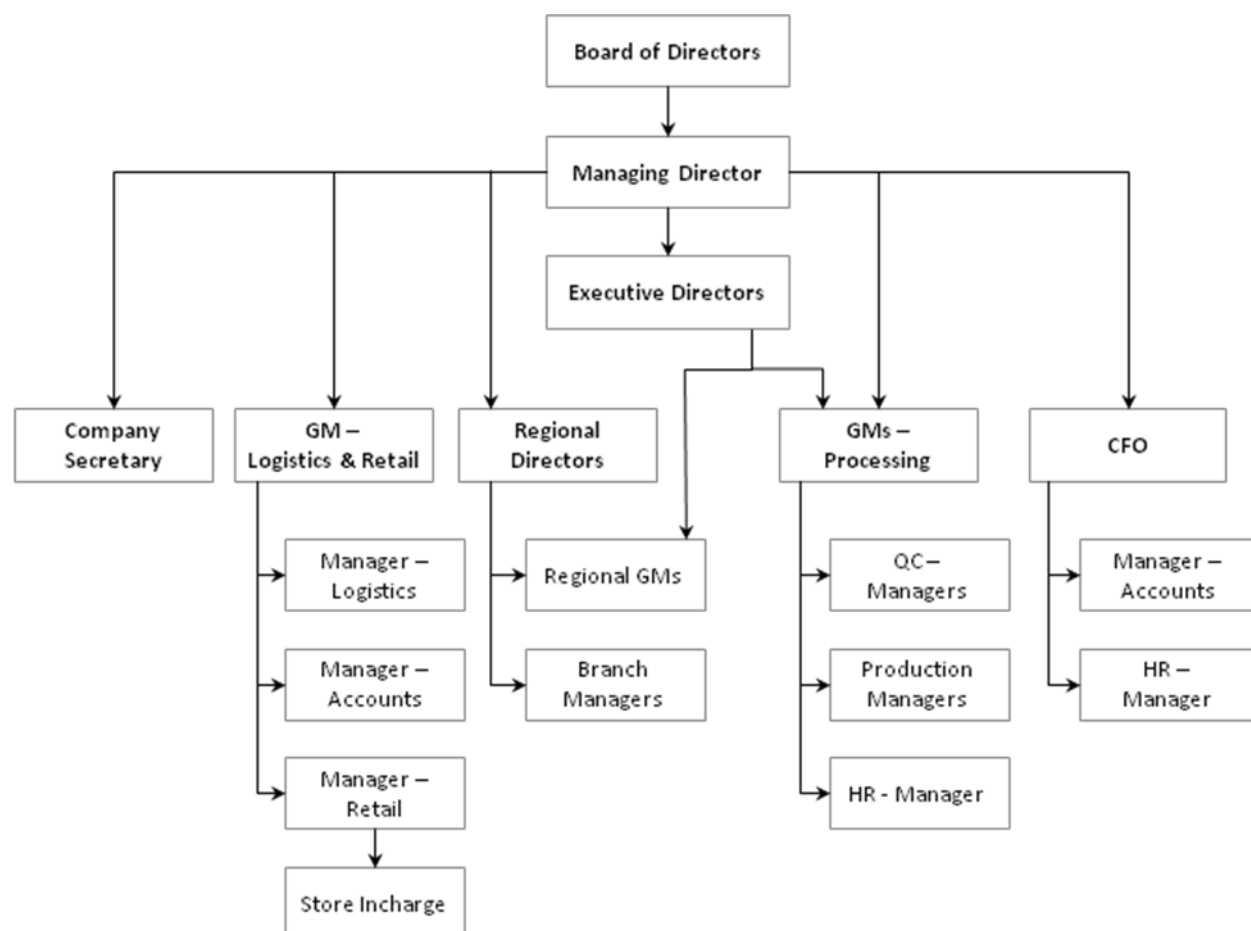 Board of Directors
Managing Director
Executive Directors
Company
Secretary
GM –
Logistics & Retail
Regional
Directors
GMs –
Processing
CFO
Manager –
Logistics
Regional GMs
QC –
Managers
Manager –
Accounts
Manager –
Accounts
Branch
Managers
Production
Managers
HR –
Manager
Manager –
Retail
HR - Manager
Store Incharge